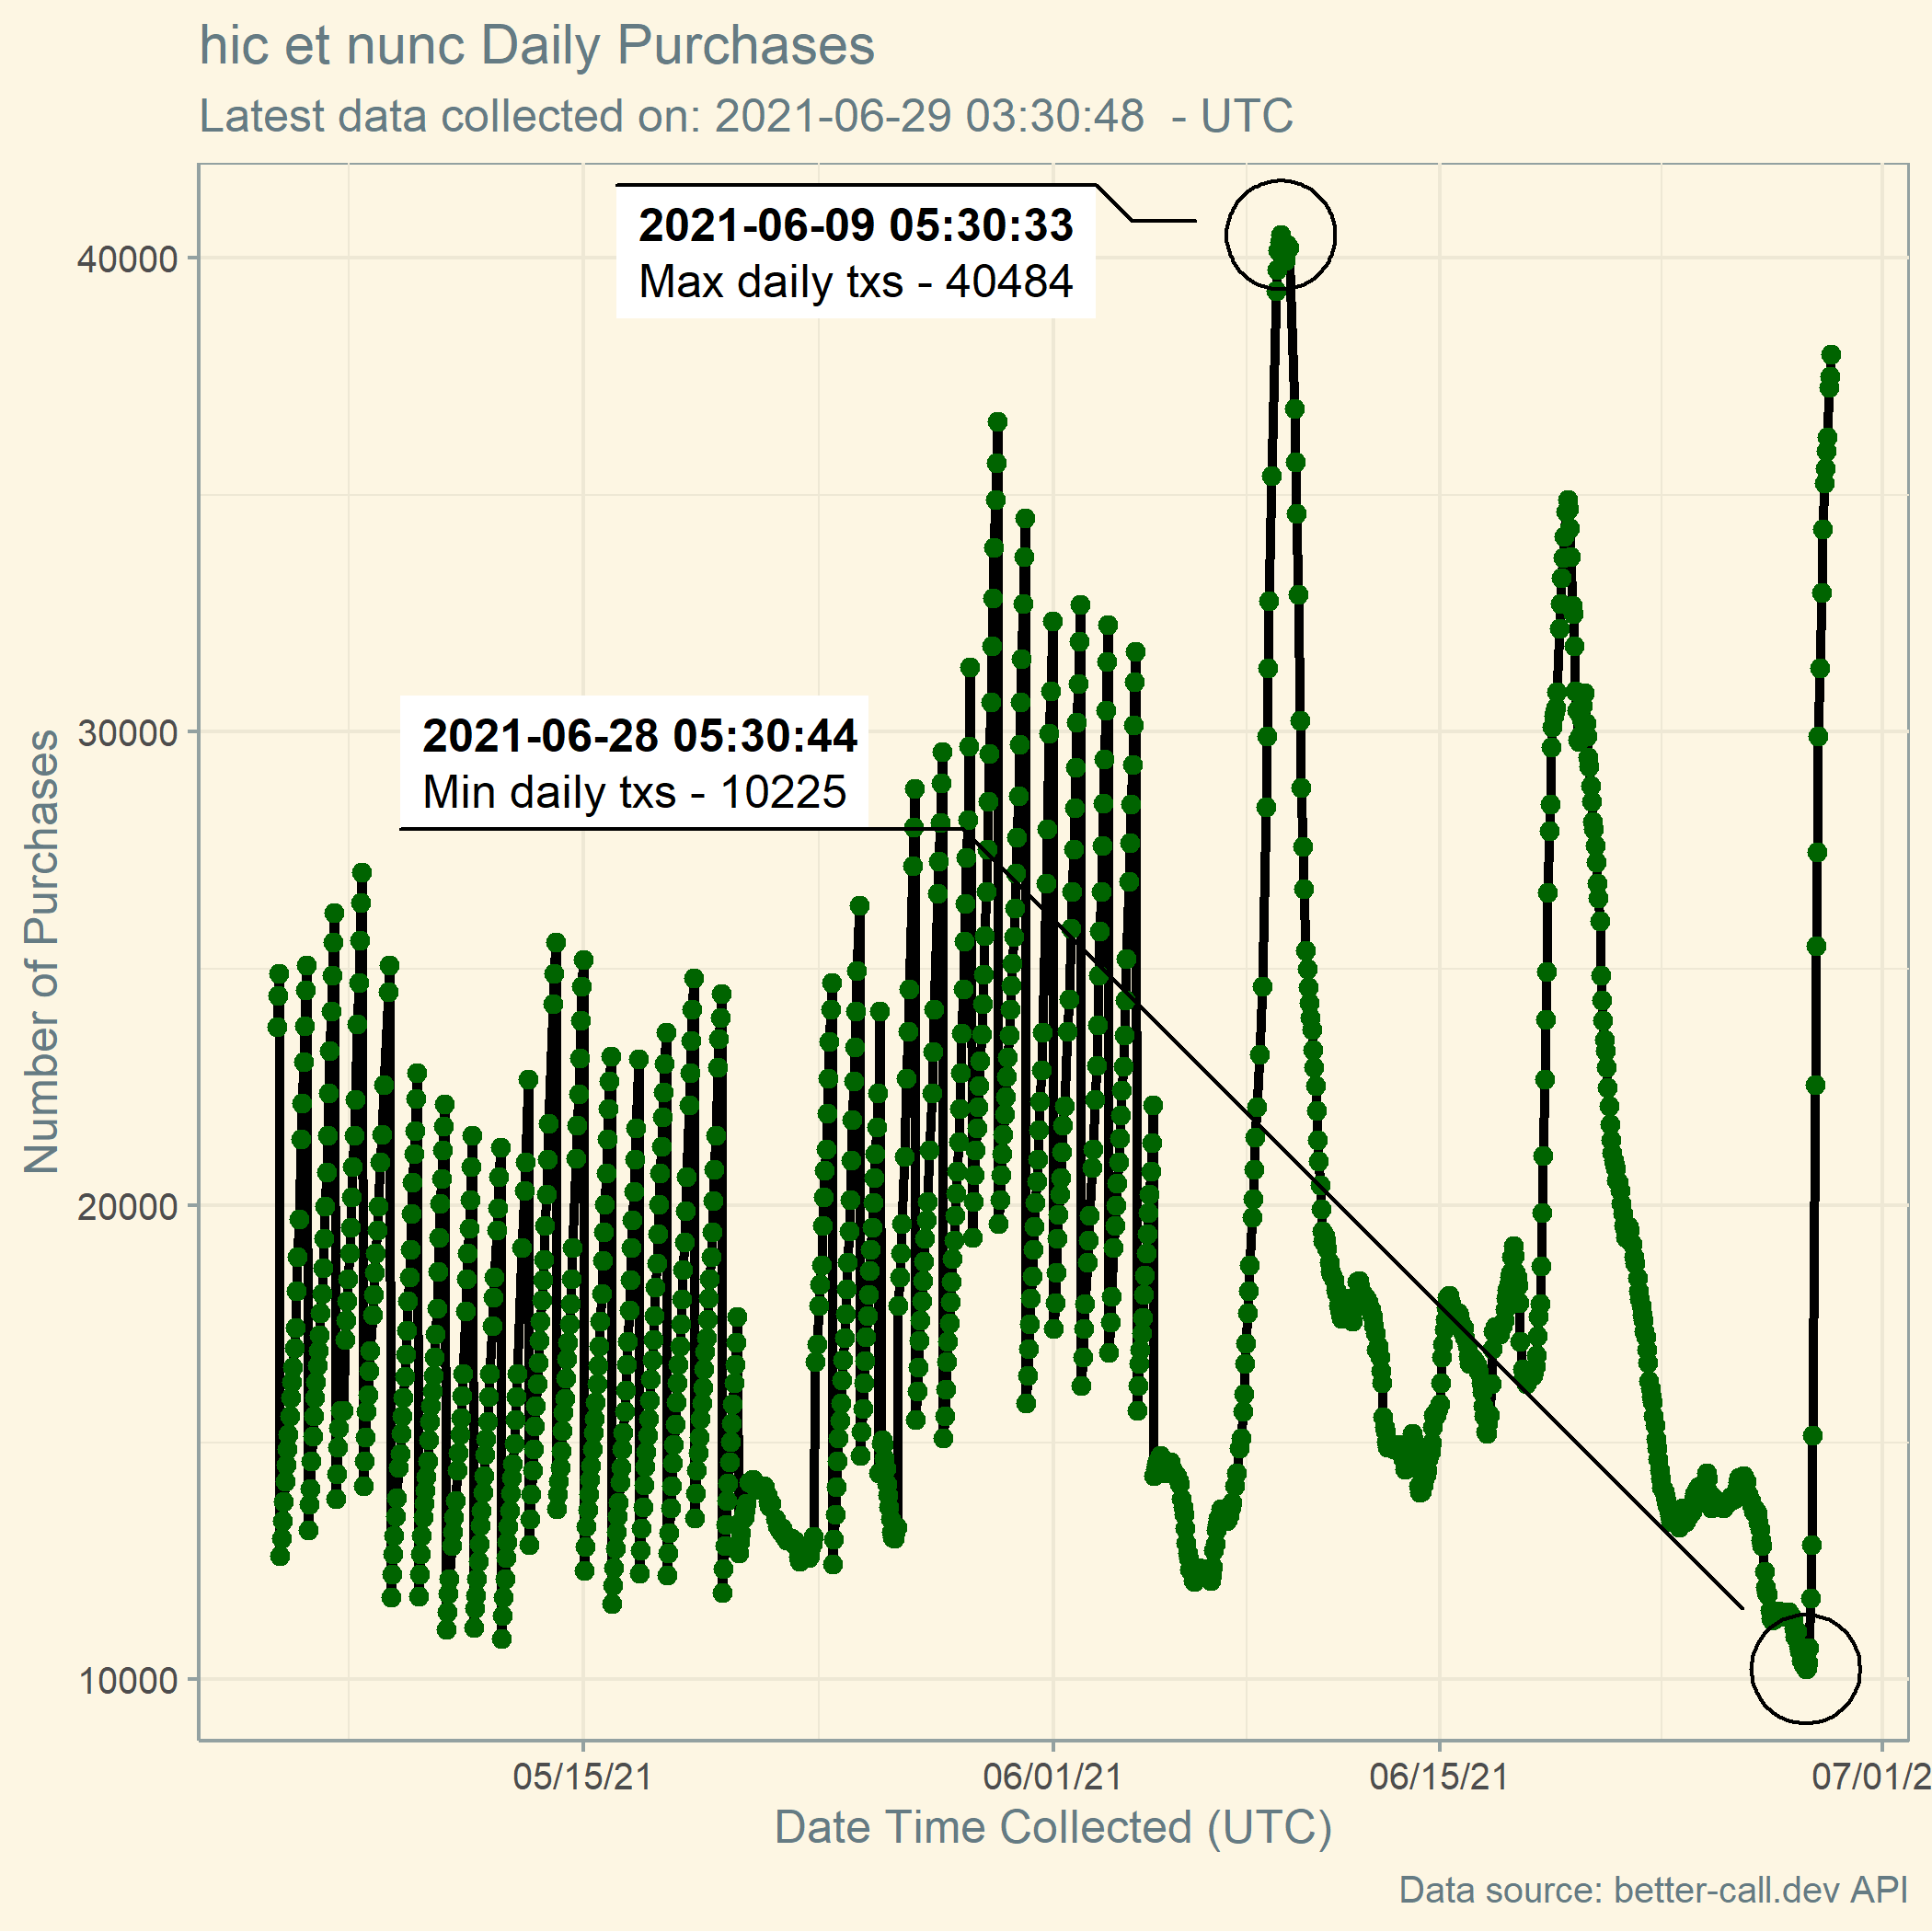 hic et nunc Daily Purchases
Latest data collected on: 2021-06-29 03:30:48  - UTC
2021-06-09 05:30:33
Max daily txs - 40484
2021-06-28 05:30:44
Min daily txs - 10225
Number of Purchases
40000
30000
20000
10000
05/15/21
06/01/21
06/15/21
07/01/2
Date Time Collected (UTC)
Data source: better-call.dev API